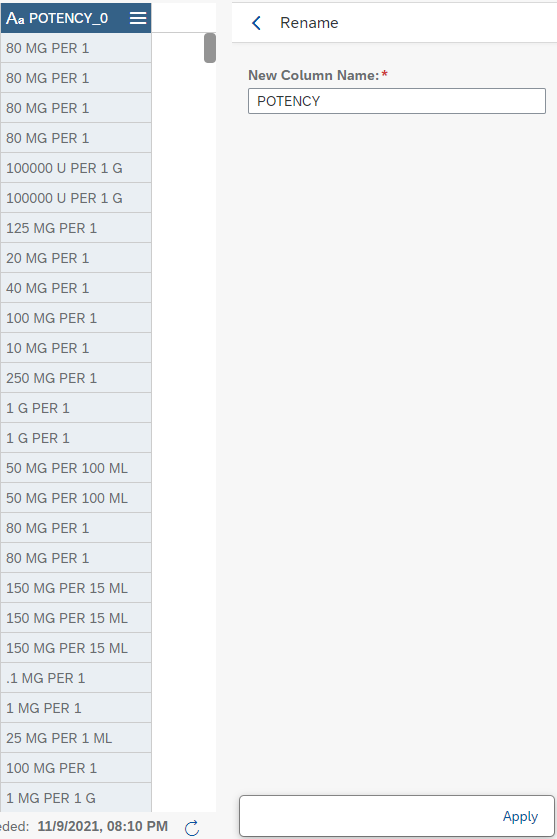 Aa POTENCY_0
80 MG PER 1
80 MG PER 1
80 MG PER 1
80 MG PER 1
100000 U PER 1 G
100000 U PER 1 G
125 MG PER 1
20 MG PER 1
40 MG PER 1
100 MG PER 1
10 MG PER 1
250 MG PER 1
1 G PER 1
1 G PER 1
50 MG PER 100 ML
50 MG PER 100 ML
80 MG PER 1
80 MG PER 1
150 MG PER 15 ML
150 MG PER 15 ML
150 MG PER 15 ML
.1 MG PER 1
1 MG PER 1
25 MG PER 1 ML
100 MG PER 1
1 MG PER 1 G
ded: 11/9/2021, 08:10 PM
Rename
New Column Name:*
POTENCY
Apply